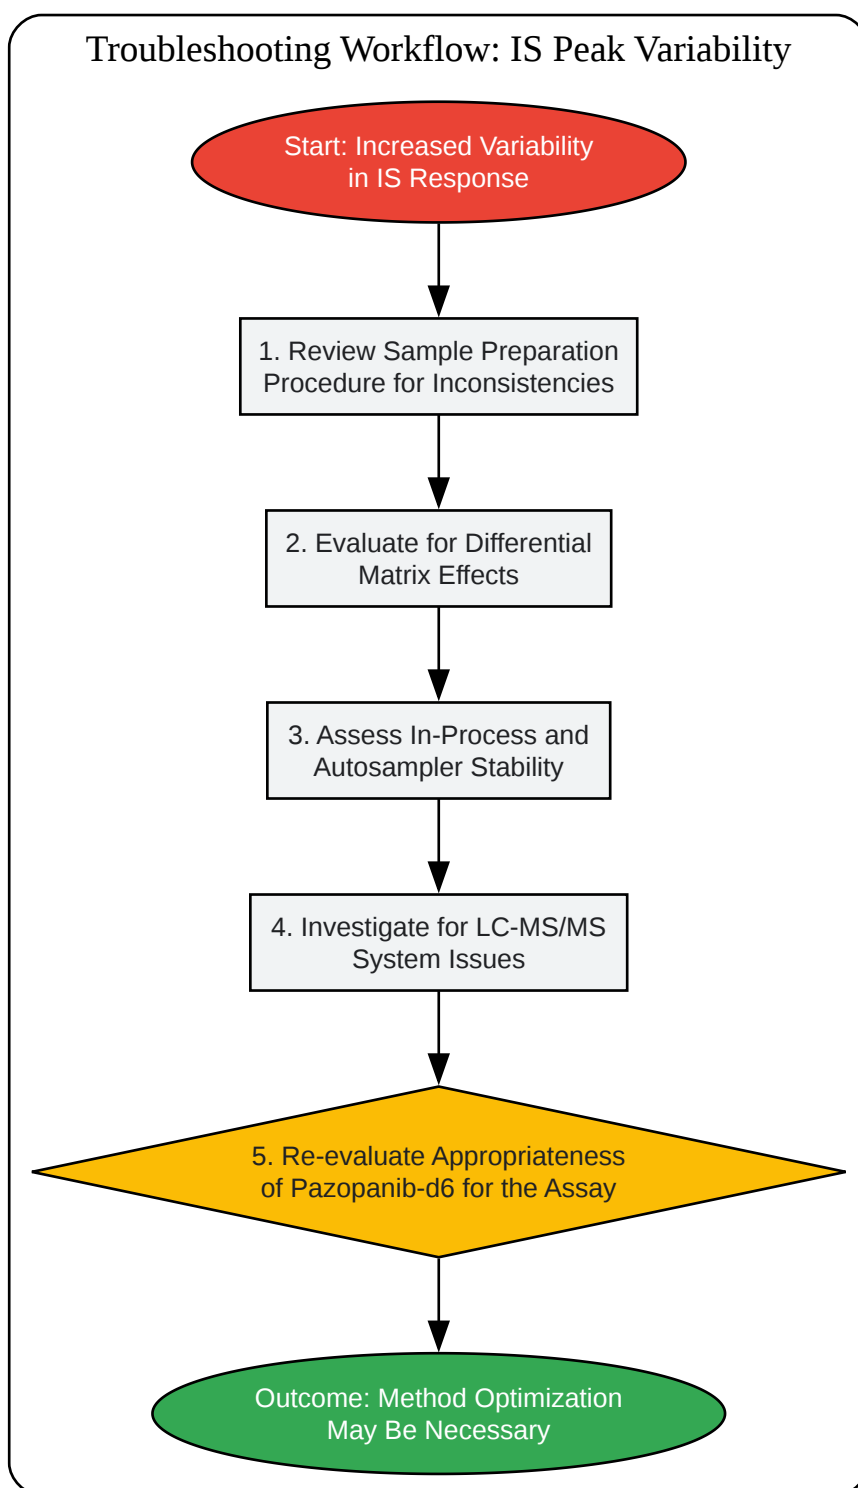 Troubleshooting Workflow: IS Peak Variability
Start: Increased Variability
in IS Response
1. Review Sample Preparation
Procedure for Inconsistencies
2. Evaluate for Differential
Matrix Effects
3. Assess In-Process and
Autosampler Stability
4. Investigate for LC-MS/MS
System Issues
5. Re-evaluate Appropriateness
of Pazopanib-d6 for the Assay
Outcome: Method Optimization
May Be Necessary